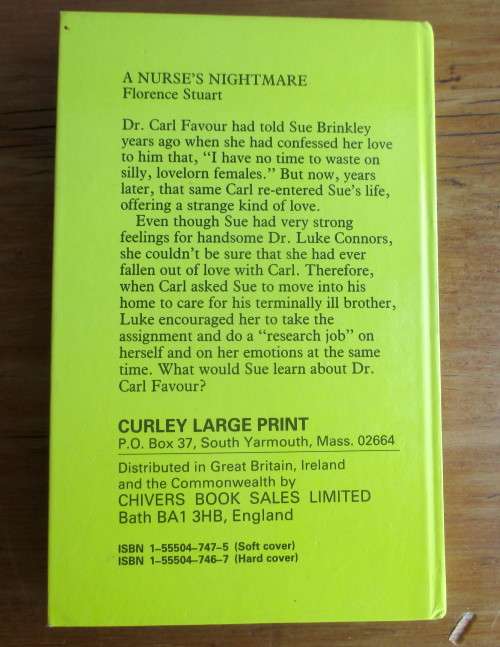 A NURSE'S NIGHTMARE
Florence Stuart
Dr. Carl Favour had told Sue Brinkley
years ago when she had confessed her love
to him that, "I have no time to waste on
silly, lovelorn females." But now, years
later, that same Carl re-entered Sue's life,
offering a strange kind of love.
Even though Sue had very strong
feelings for handsome Dr. Luke Connors,
she couldn't be sure that she had ever
fallen out of love with Carl. Therefore,
when Carl asked Sue to move into his
home to care for his terminally ill brother,
Luke encouraged her to take the
assignment and do a "research job" on
herself and on her emotions at the same
time. What would Sue learn about Dr.
Carl Favour?
CURLEY LARGE PRINT
P.O. Box 37, South Yarmouth, Mass. 02664
Distributed in Great Britain, Ireland
and the Commonwealth by
CHIVERS BOOK SALES LIMITED
Bath BA1 3HB, England
ISBN 1–55504–747–5 (Soft cover)
ISBN 1–55504–746–7 (Hard cover)